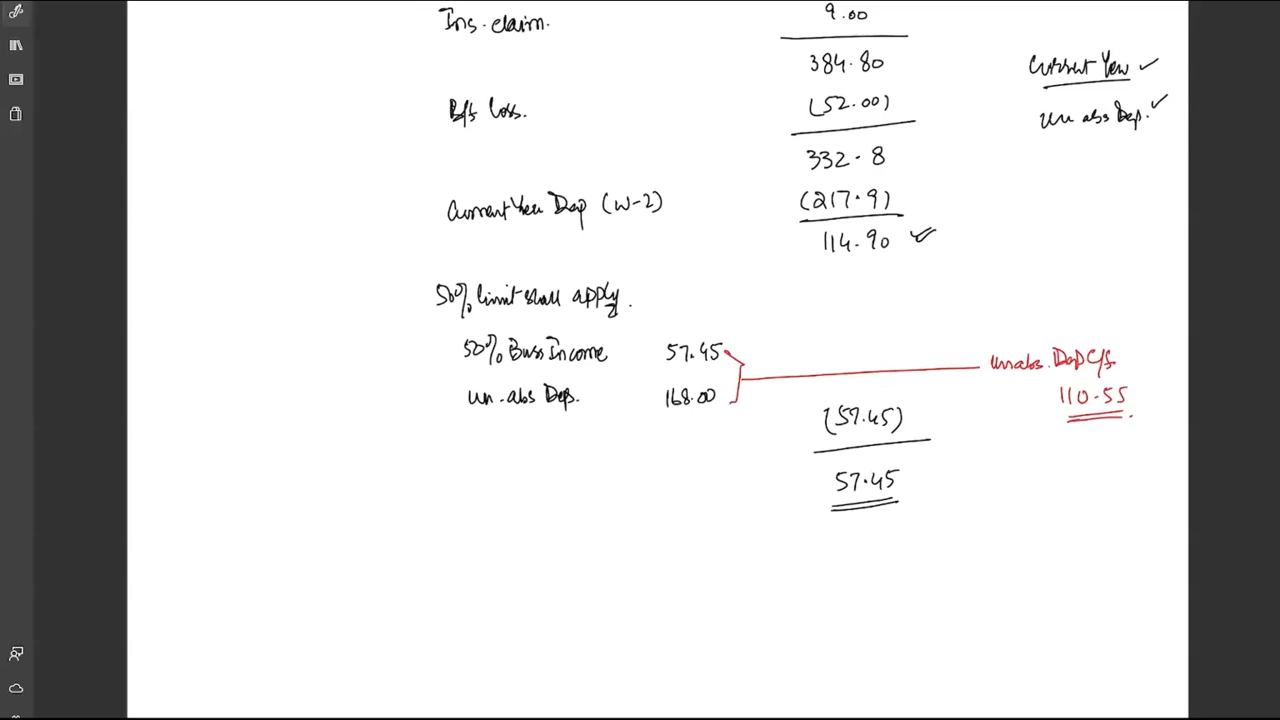 Ins. claim. 9.00
384.80
Current Year ✓
B/f loss. (52.00)
Un abs Dep. ✓
332.8
Current Year Dep (W-2) (217.9)
114.90 ✓
50% limit shall apply.
50% Buss Income 57.45
Un abs. Dep C/f
un-abs Dep. 168.00
110.55
(57.45)
57.45